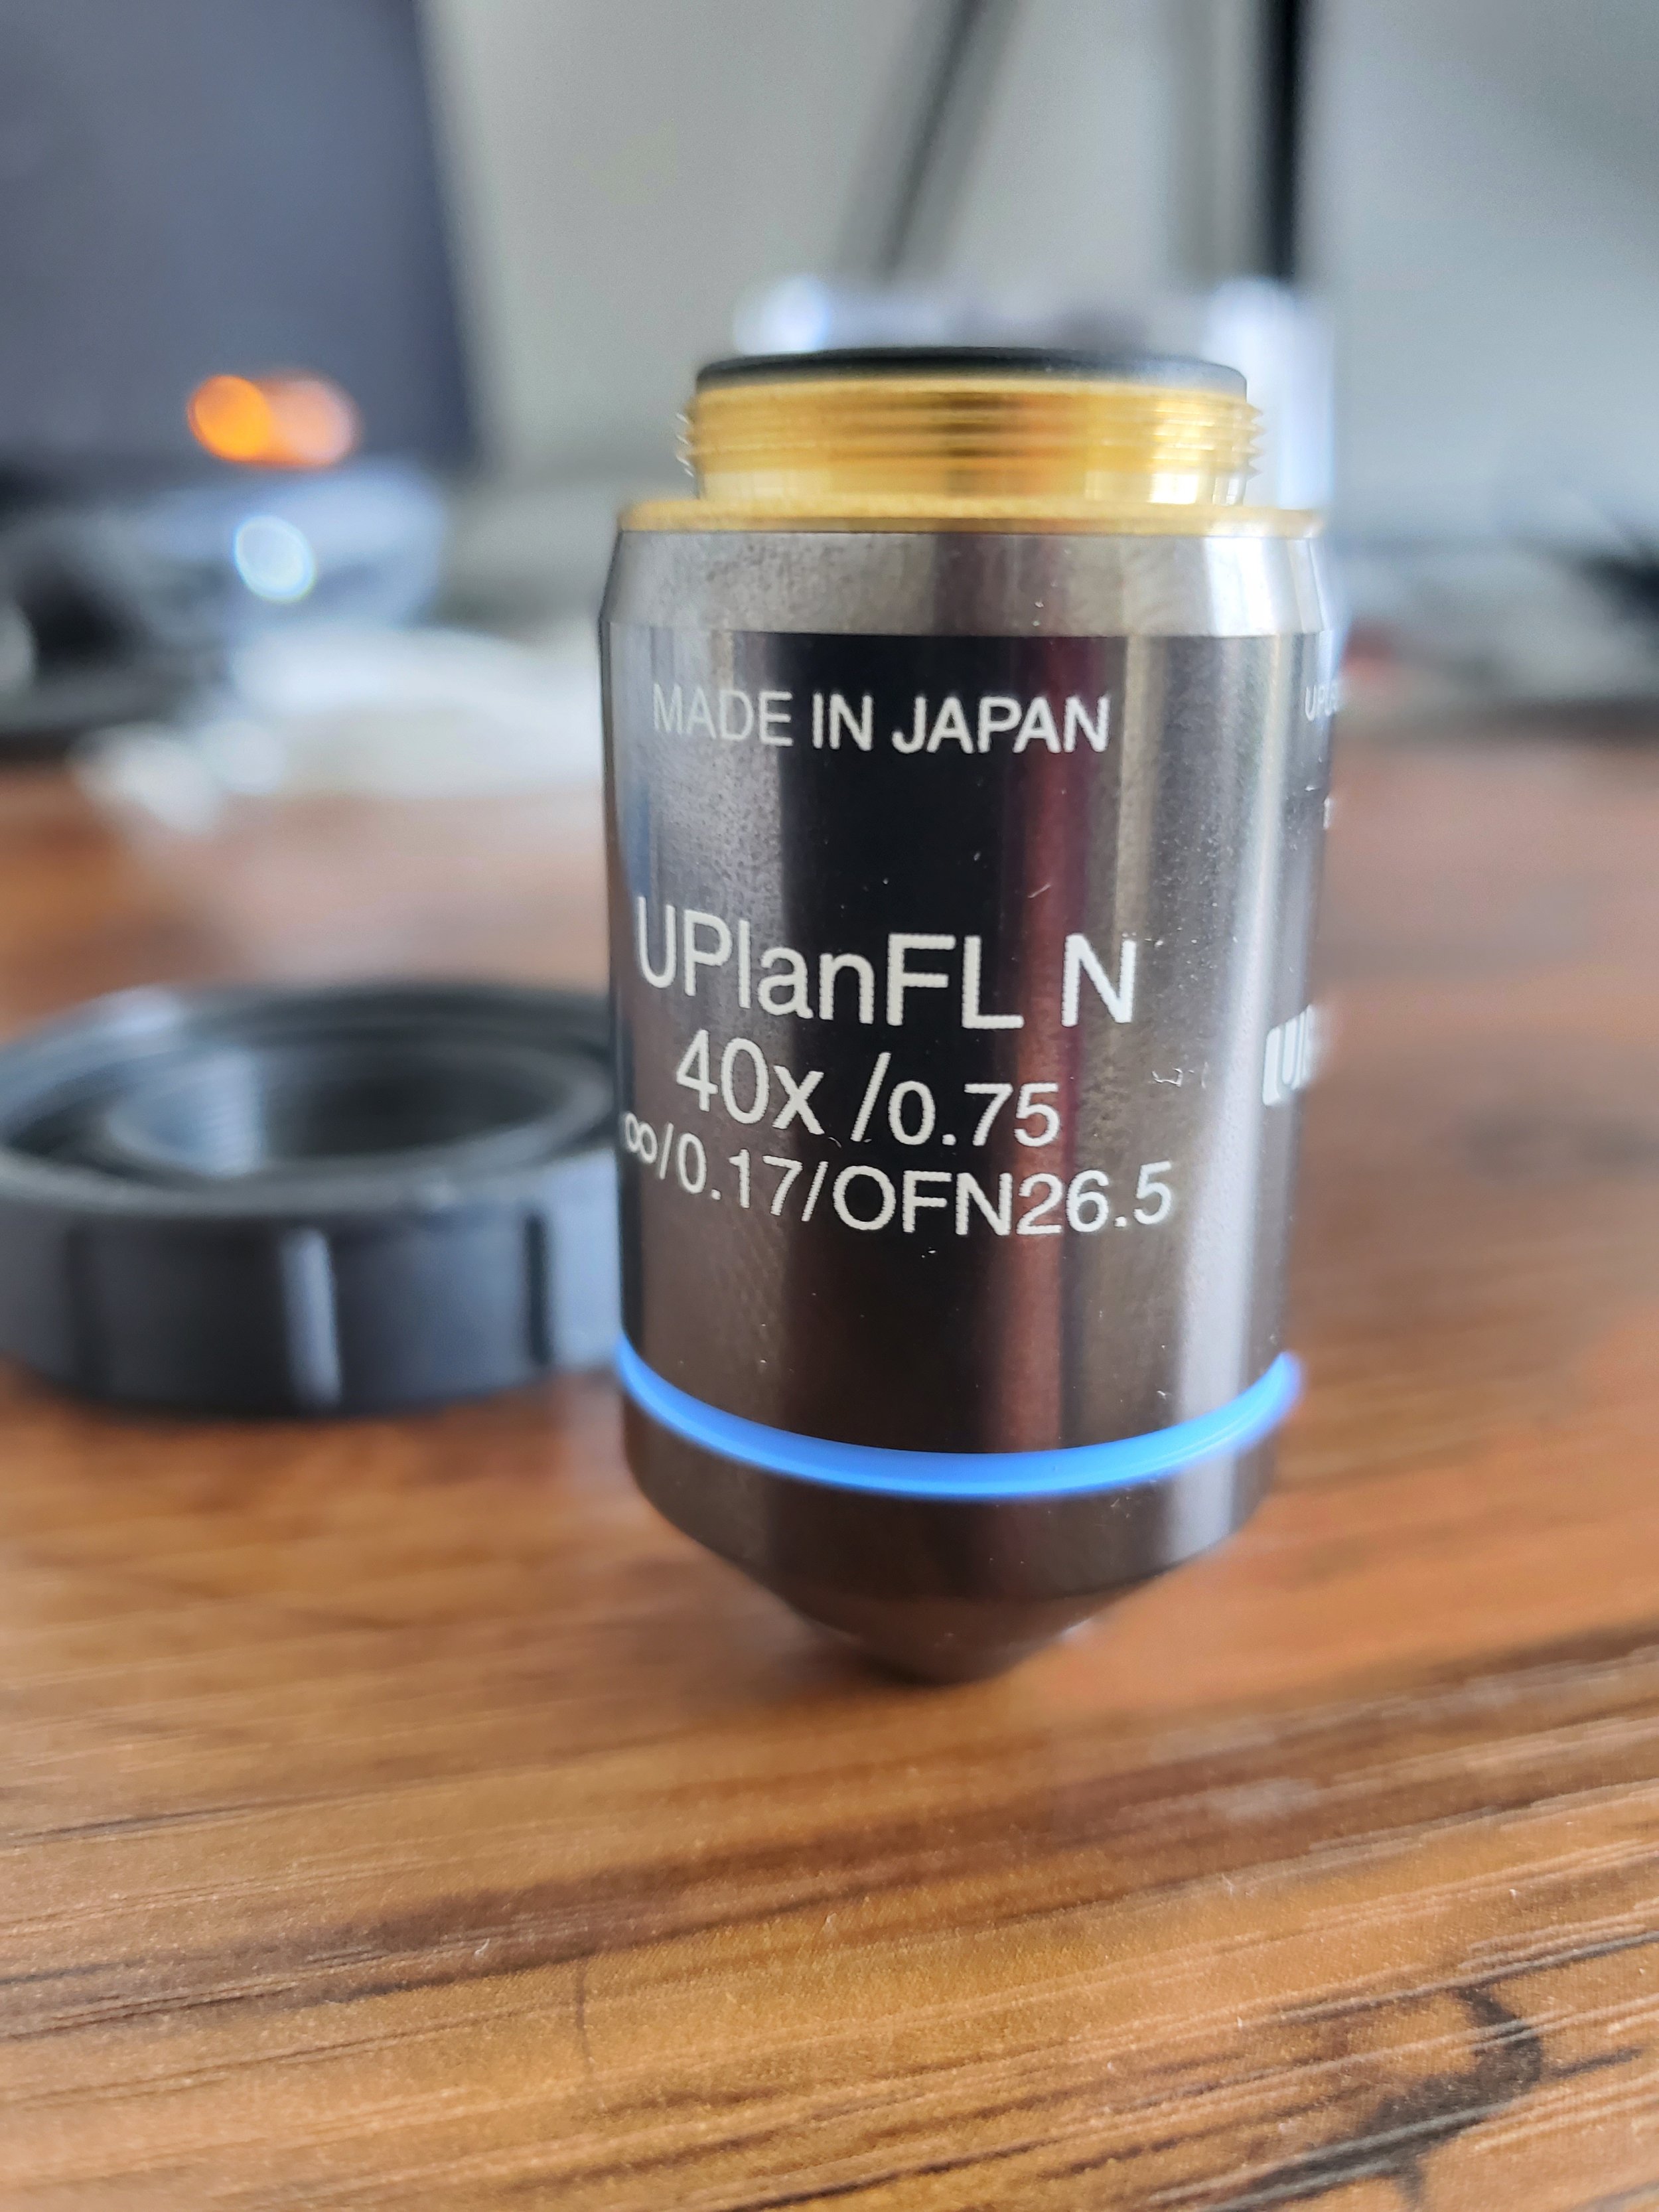 MADE IN JAPAN
UPlanFL N
40x /0.75
∞/0.17/OFN26.5